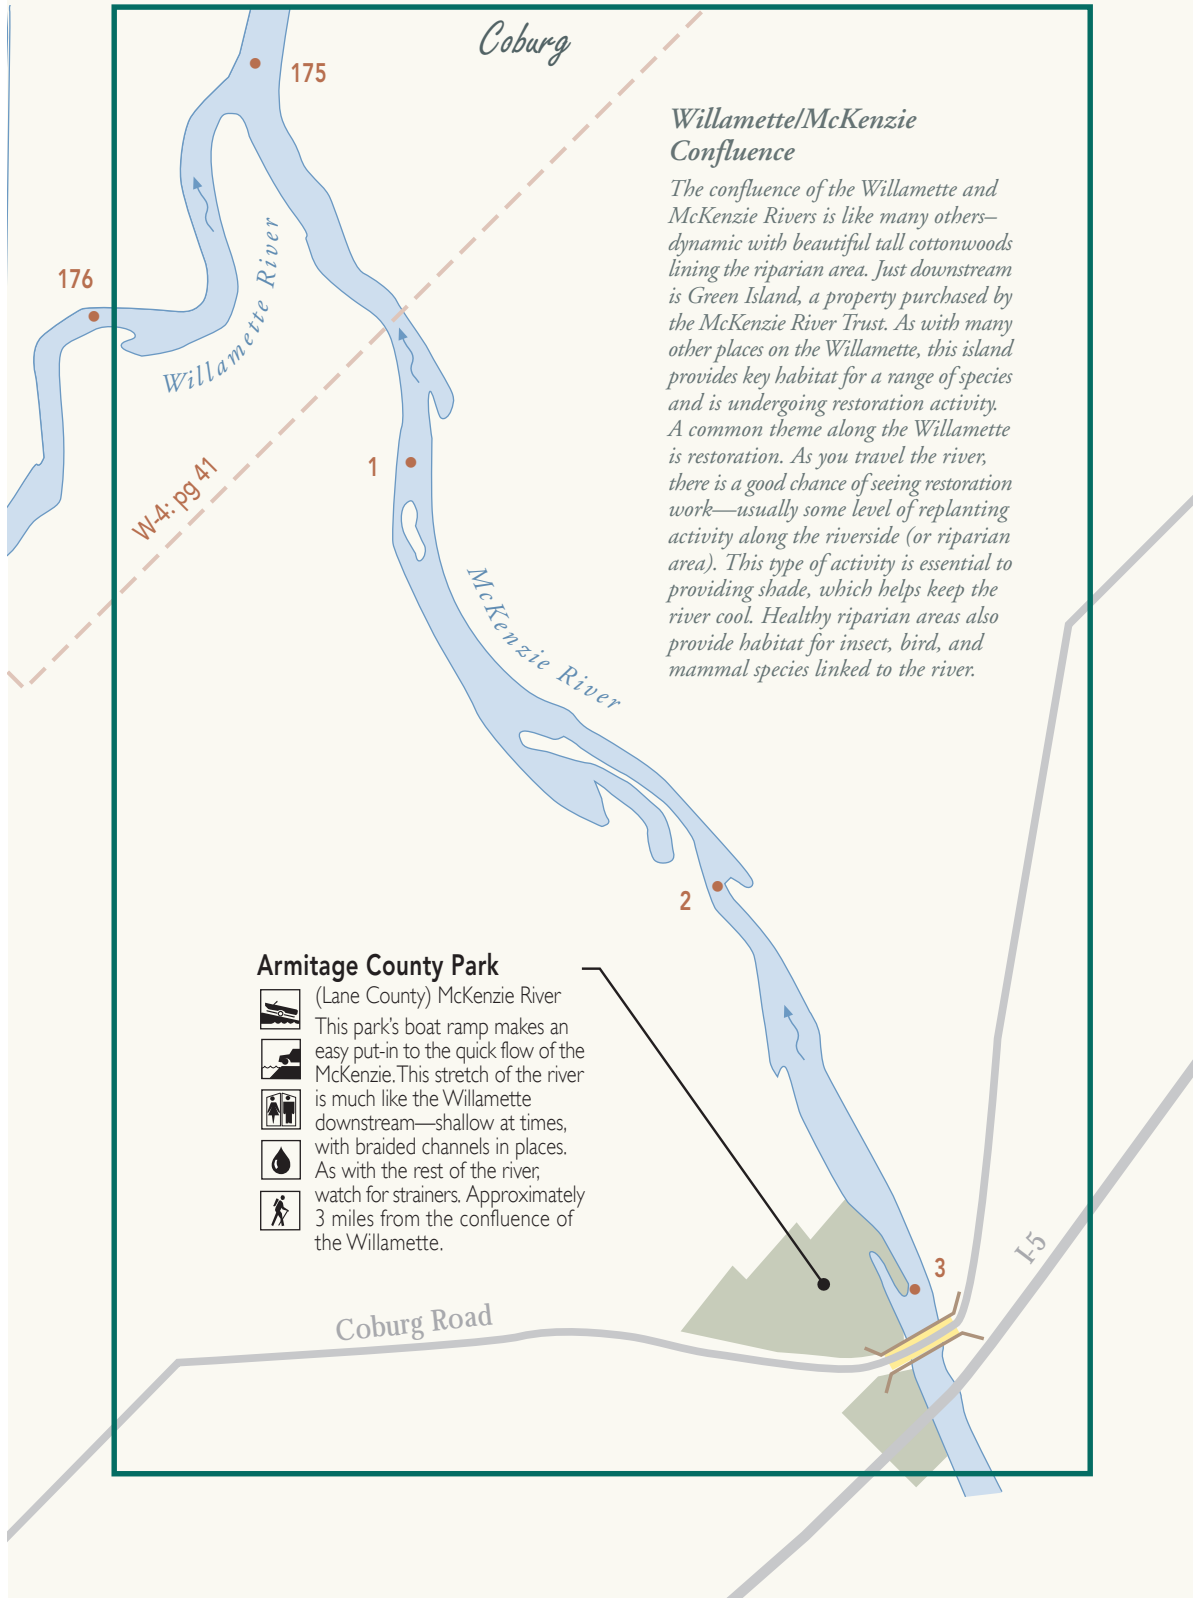 Coburg
175
Willamette/McKenzie
Confluence
The confluence of the Willamette and
McKenzie Rivers is like many others–
dynamic with beautiful tall cottonwoods
lining the riparian area. Just downstream
is Green Island, a property purchased by
the McKenzie River Trust. As with many
other places on the Willamette, this island
provides key habitat for a range of species
and is undergoing restoration activity.
A common theme along the Willamette
is restoration. As you travel the river,
there is a good chance of seeing restoration
work—usually some level of replanting
activity along the riverside (or riparian
area). This type of activity is essential to
providing shade, which helps keep the
river cool. Healthy riparian areas also
provide habitat for insect, bird, and
mammal species linked to the river.
176
Willamette River
1
W-4: pg 41
McKenzie River
2
Armitage County Park
(Lane County) McKenzie River
This park's boat ramp makes an
easy put-in to the quick flow of the
McKenzie. This stretch of the river
is much like the Willamette
downstream—shallow at times,
with braided channels in places.
As with the rest of the river,
watch for strainers. Approximately
3 miles from the confluence of
the Willamette.
3
I-5
Coburg Road